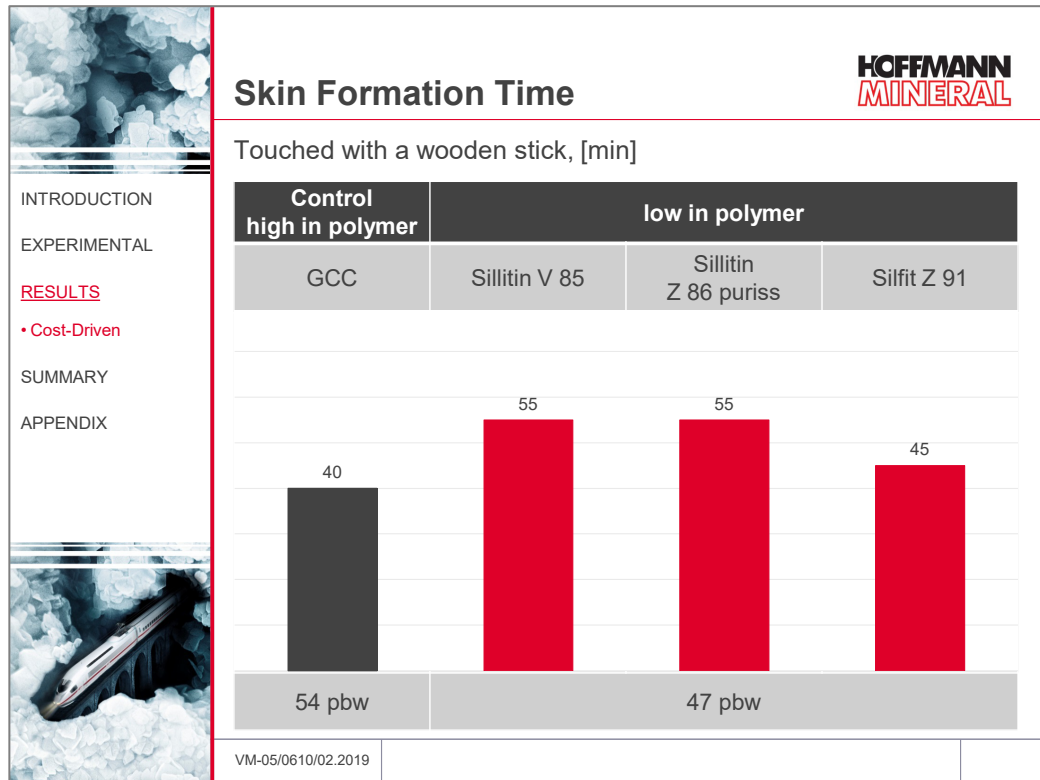 Skin Formation Time
HOFFMANN
MINERAL
Touched with a wooden stick, [min]
INTRODUCTION
EXPERIMENTAL
RESULTS
• Cost-Driven
SUMMARY
APPENDIX
Control
high in polymer
low in polymer
GCC
Sillitin V 85
Sillitin
Z 86 puriss
Silfit Z 91
40
55
55
45
54 pbw
47 pbw
VM-05/0610/02.2019